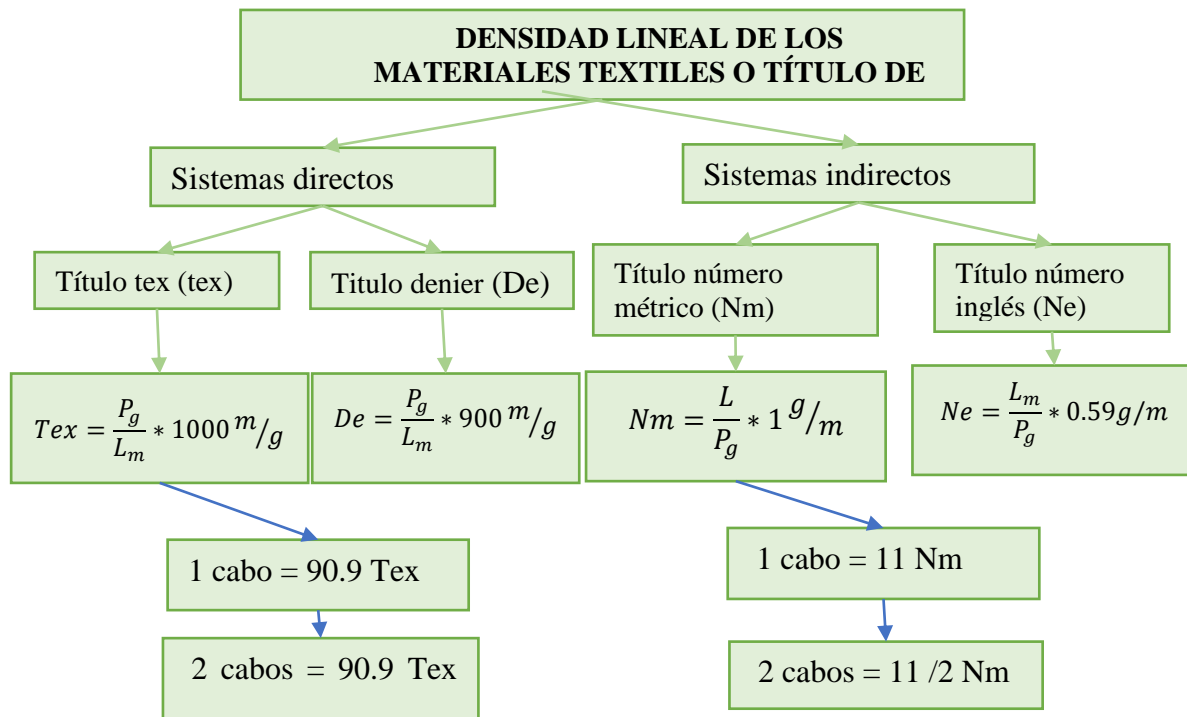 DENSIDAD LINEAL DE LOS
MATERIALES TEXTILES O TÍTULO DE
Sistemas directos
Sistemas indirectos
Título tex (tex)
Titulo denier (De)
Título número
métrico (Nm)
Título número
inglés (Ne)
Tex = P_g/L_m * 1000 m/g
De = P_g/L_m * 900 m/g
Nm = L/P_g * 1 g/m
Ne = L_m/P_g * 0.59g/m
1 cabo = 90.9 Tex
1 cabo = 11 Nm
2 cabos = 90.9 Tex
2 cabos = 11 /2 Nm